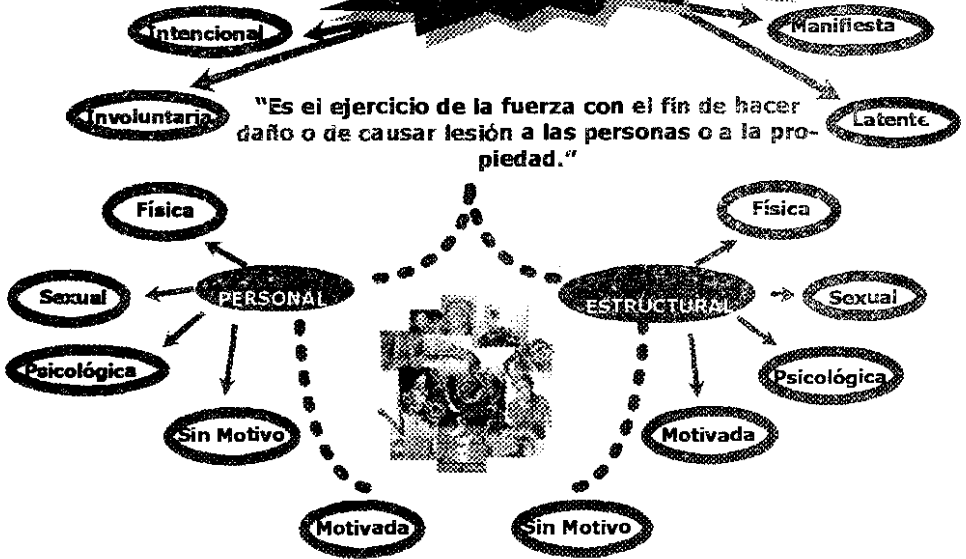 Intencional
Manifiesta
Involuntaria
Latente
"Es el ejercicio de la fuerza con el fin de hacer
daño o de causar lesión a las personas o a la pro-
piedad."
Física
Física
Sexual
PERSONAL
ESTRUCTURAL
Sexual
Psicológica
Psicológica
Sin Motivo
Motivada
Motivada
Sin Motivo